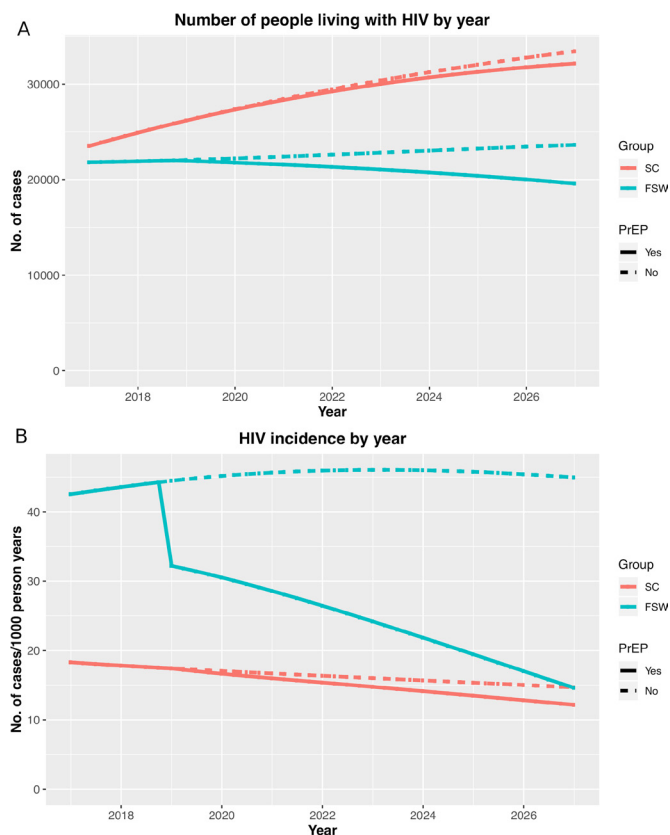 A
Number of people living with HIV by year
No. of cases
30000
20000
10000
0
2018
2020
2022
2024
2026
Year
Group
SC
FSW
PrEP
Yes
No
B
HIV incidence by year
No. of cases/1000 person years
40
30
20
10
0
2018
2020
2022
2024
2026
Year
Group
SC
FSW
PrEP
Yes
No